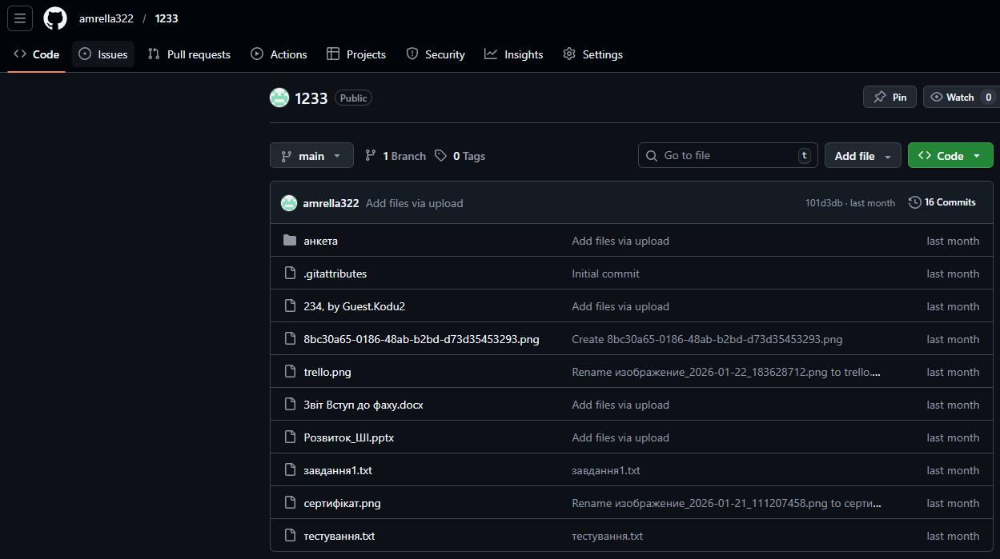 amrella322 / 1233
Code Issues Pull requests Actions Projects Security Insights Settings
1233 Public Pin Watch 0
main 1 Branch 0 Tags Go to file t Add file Code
amrella322 Add files via upload 101d3db · last month 16 Commits
анкета Add files via upload last month
.gitattributes Initial commit last month
234, by Guest.Kodu2 Add files via upload last month
8bc30a65-0186-48ab-b2bd-d73d35453293.png Create 8bc30a65-0186-48ab-b2bd-d73d35453293.png last month
trello.png Rename изображение_2026-01-22_183628712.png to trello.... last month
Звіт Вступ до фаху.docx Add files via upload last month
Розвиток_ШІ.pptx Add files via upload last month
завдання1.txt завдання1.txt last month
сертифікат.png Rename изображение_2026-01-21_111207458.png to серти... last month
тестування.txt тестування.txt last month